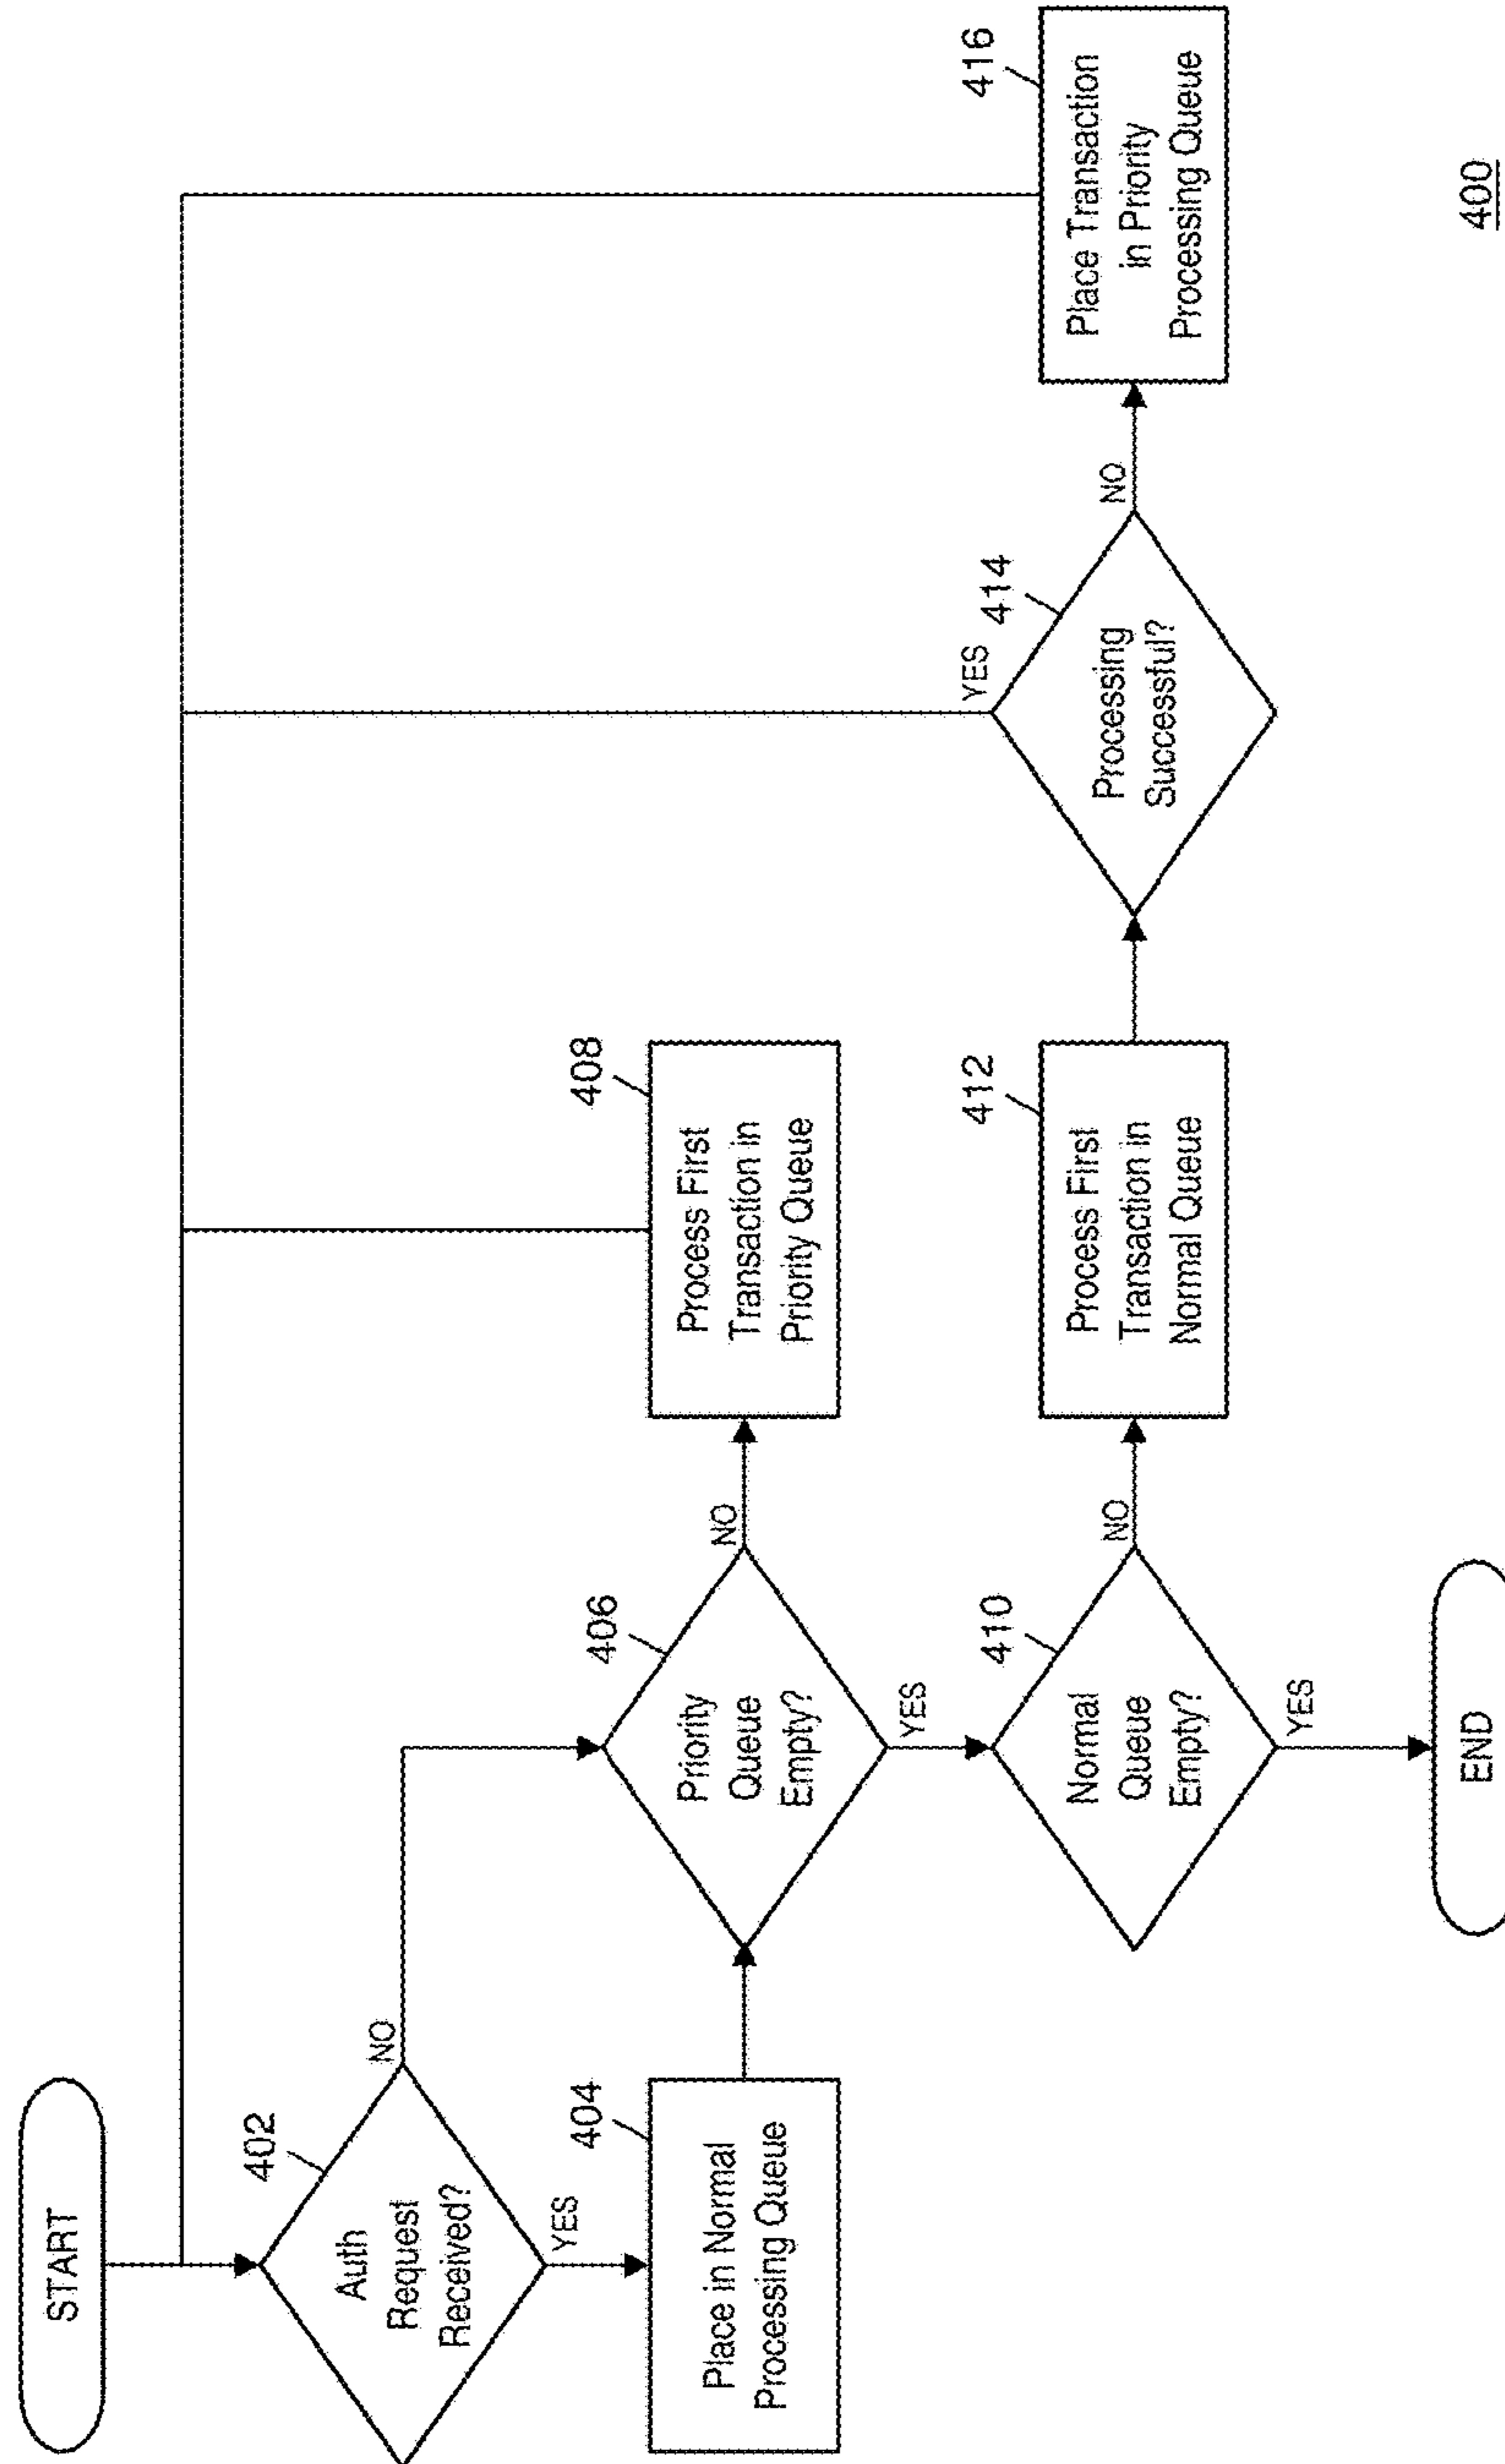 START
402
Auth
Request
Received?
NO
YES
404
Place in Normal
Processing Queue
406
Priority
Queue
Empty?
NO
YES
408
Process First
Transaction in
Priority Queue
410
Normal
Queue
Empty?
NO
YES
412
Process First
Transaction in
Normal Queue
414
Processing
Successful?
YES
NO
416
Place Transaction
in Priority
Processing Queue
END
400